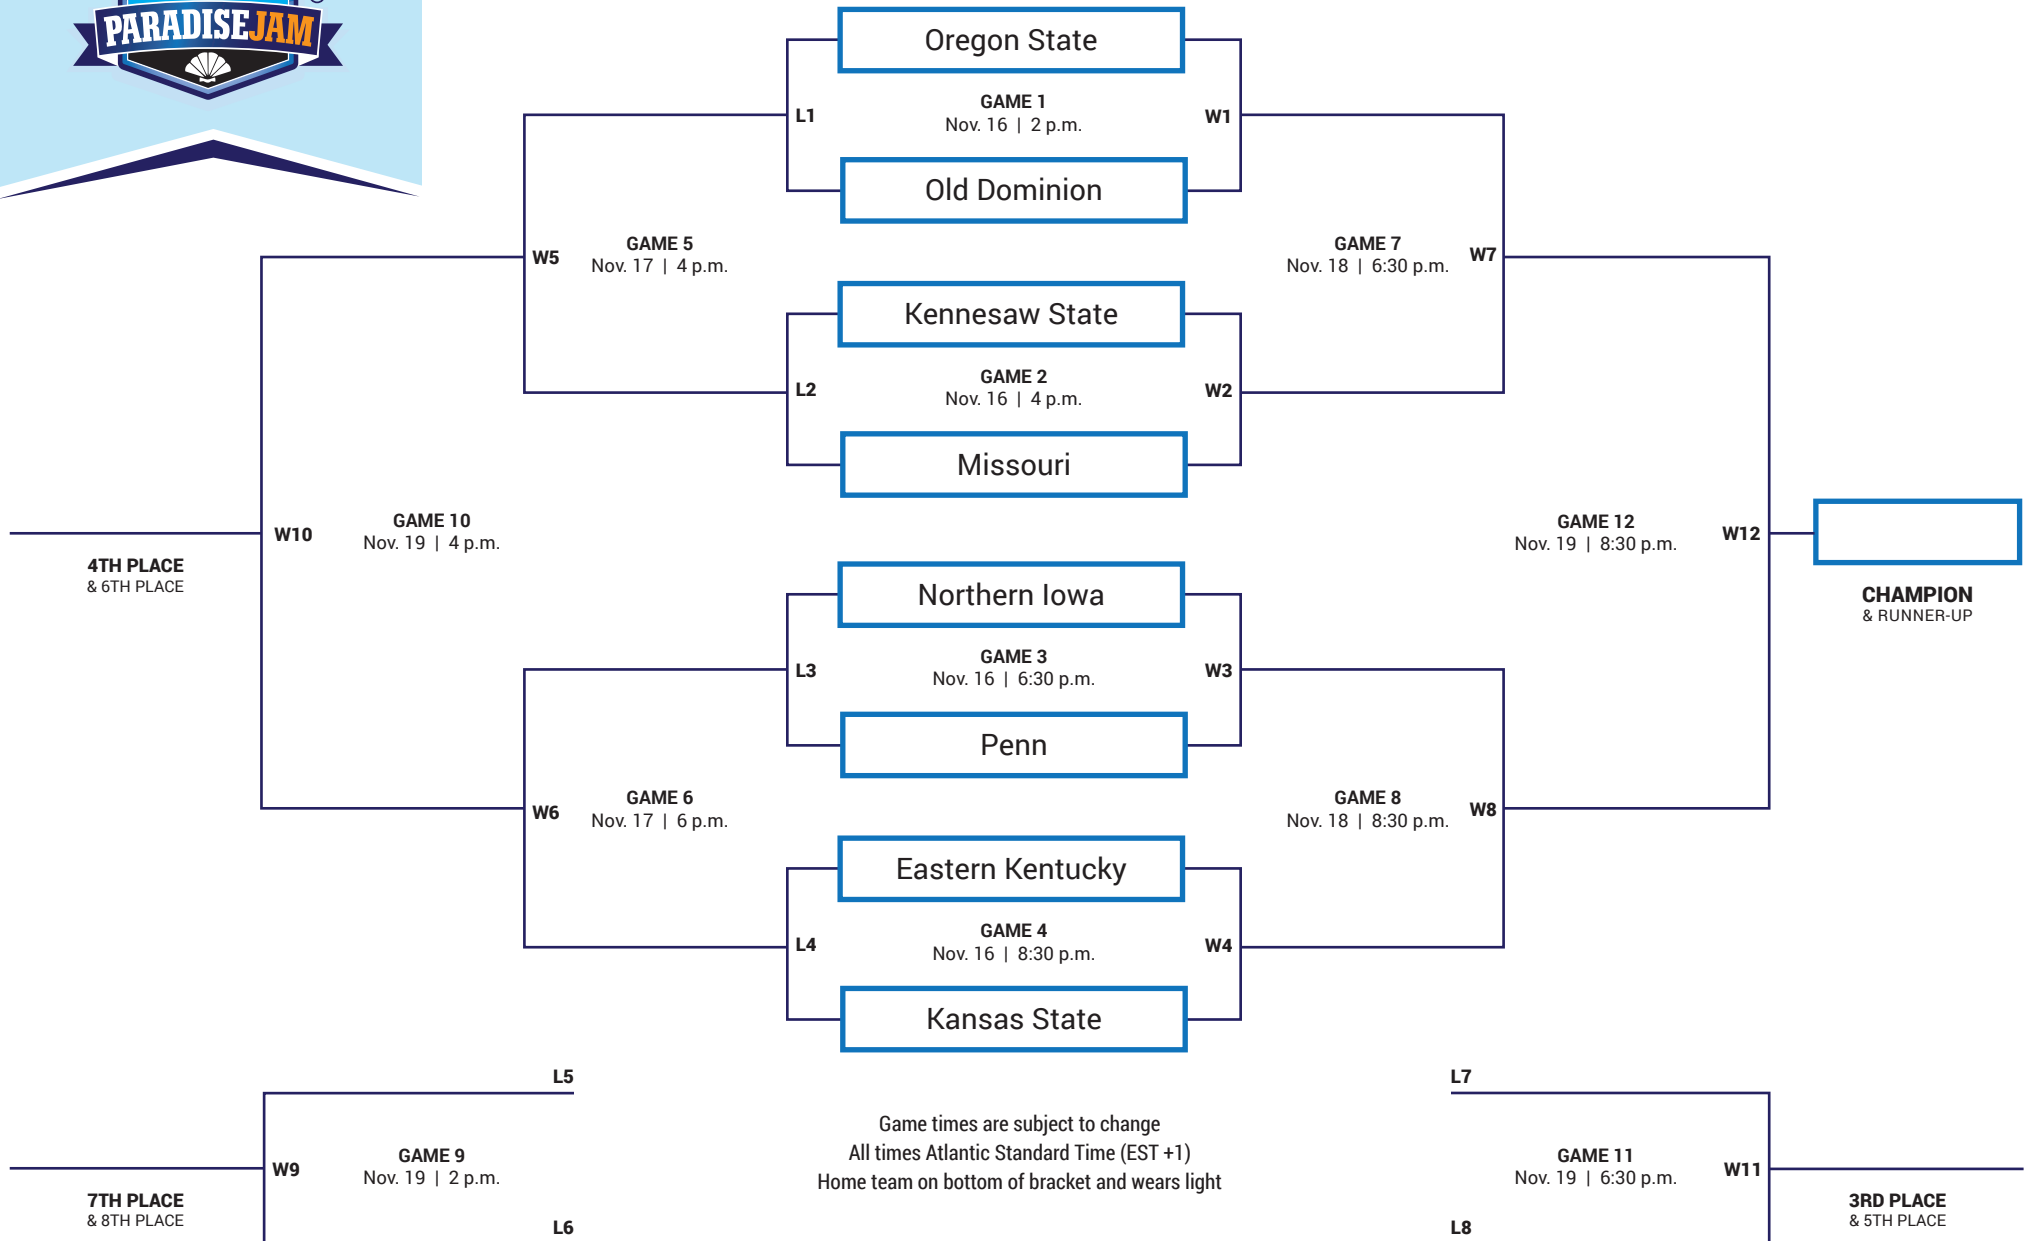 PARADISEJAM
Oregon State
L1
GAME 1
W1
Nov. 16 | 2 p.m.
Old Dominion
W5
GAME 5
Nov. 17 | 4 p.m.
GAME 7
W7
Nov. 18 | 6:30 p.m.
Kennesaw State
L2
GAME 2
W2
Nov. 16 | 4 p.m.
Missouri
W10
GAME 10
Nov. 19 | 4 p.m.
GAME 12
W12
Nov. 19 | 8:30 p.m.
4TH PLACE
& 6TH PLACE
CHAMPION
& RUNNER-UP
Northern Iowa
L3
GAME 3
W3
Nov. 16 | 6:30 p.m.
Penn
W6
GAME 6
Nov. 17 | 6 p.m.
GAME 8
W8
Nov. 18 | 8:30 p.m.
Eastern Kentucky
L4
GAME 4
W4
Nov. 16 | 8:30 p.m.
Kansas State
L5
L7
Game times are subject to change
All times Atlantic Standard Time (EST +1)
Home team on bottom of bracket and wears light
W9
GAME 9
Nov. 19 | 2 p.m.
GAME 11
W11
Nov. 19 | 6:30 p.m.
7TH PLACE
& 8TH PLACE
3RD PLACE
& 5TH PLACE
L6
L8